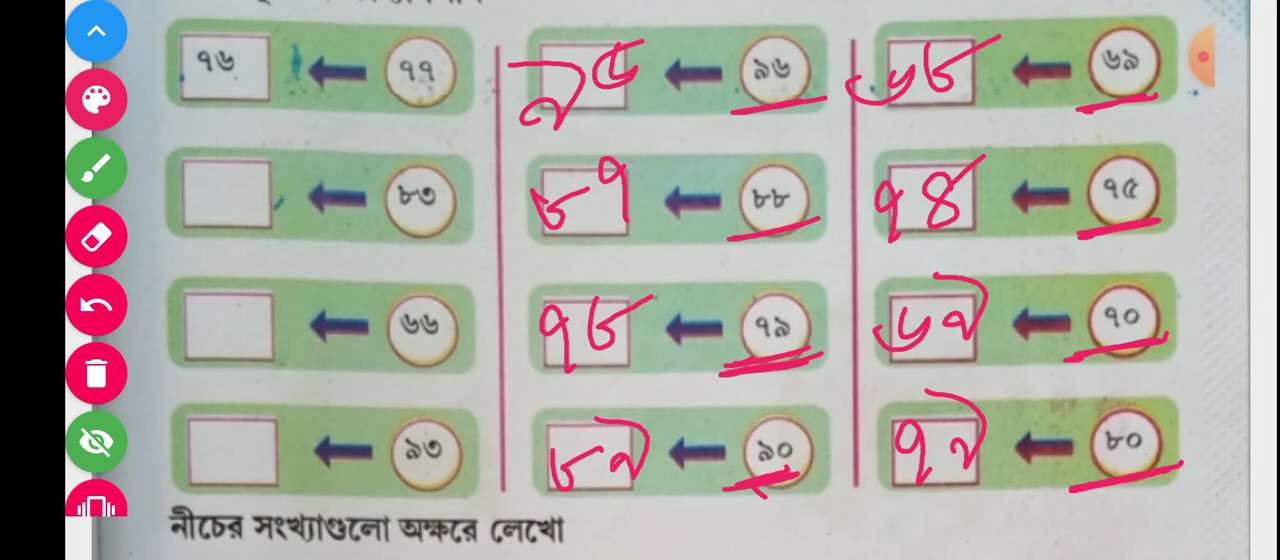 ৭৬ ৭৭ ৯৫ ৯৬ ৬৮ ৬৯
৮৩ ৮৭ ৮৮ ৭৪ ৭৫
৬৬ ৭৮ ৭৯ ৬৯ ৭০
৯৩ ৮৯ ৯০ ৭৯ ৮০
নীচের সংখ্যাগুলো অক্ষরে লেখো